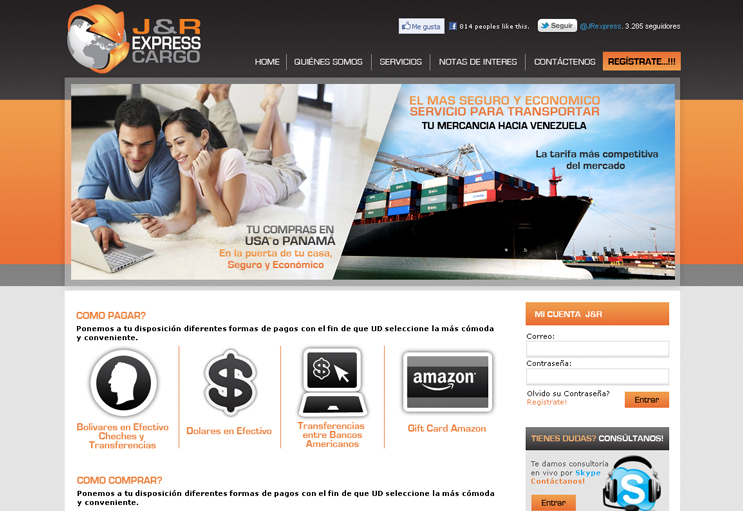 J&R
EXPRESS
CARGO
Me gusta
814 peoples like this.
Seguir
@JRexpress. 3.285 seguidores
HOME
QUIÉNES SOMOS
SERVICIOS
NOTAS DE INTERES
CONTÁCTENOS
REGÍSTRATE...!!!
EL MAS SEGURO Y ECONOMICO
SERVICIO PARA TRANSPORTAR
TU MERCANCIA HACIA VENEZUELA
La tarifa más competitiva
del mercado
TU COMPRAS EN
USA o PANAMÁ
En la puerta de tu casa,
Seguro y Económico
COMO PAGAR?
Ponemos a tu disposición diferentes formas de pagos con el fin de que UD seleccione la más cómoda
y conveniente.
Bolivares en Efectivo
Cheches y
Transferencias
$
Dolares en Efectivo
$
Transferencias
entre Bancos
Americanos
amazon
Gift Card Amazon
COMO COMPRAR?
Ponemos a tu disposición diferentes formas de pagos con el fin de que UD seleccione la más cómoda
y conveniente.
MI CUENTA J&R
Correo:
Contraseña:
Olvido su Contraseña?
Registrate!
Entrar
TIENES DUDAS? CONSÚLTANOS!
Te damos consultoría
en vivo por Skype
Contáctanos!
Entrar